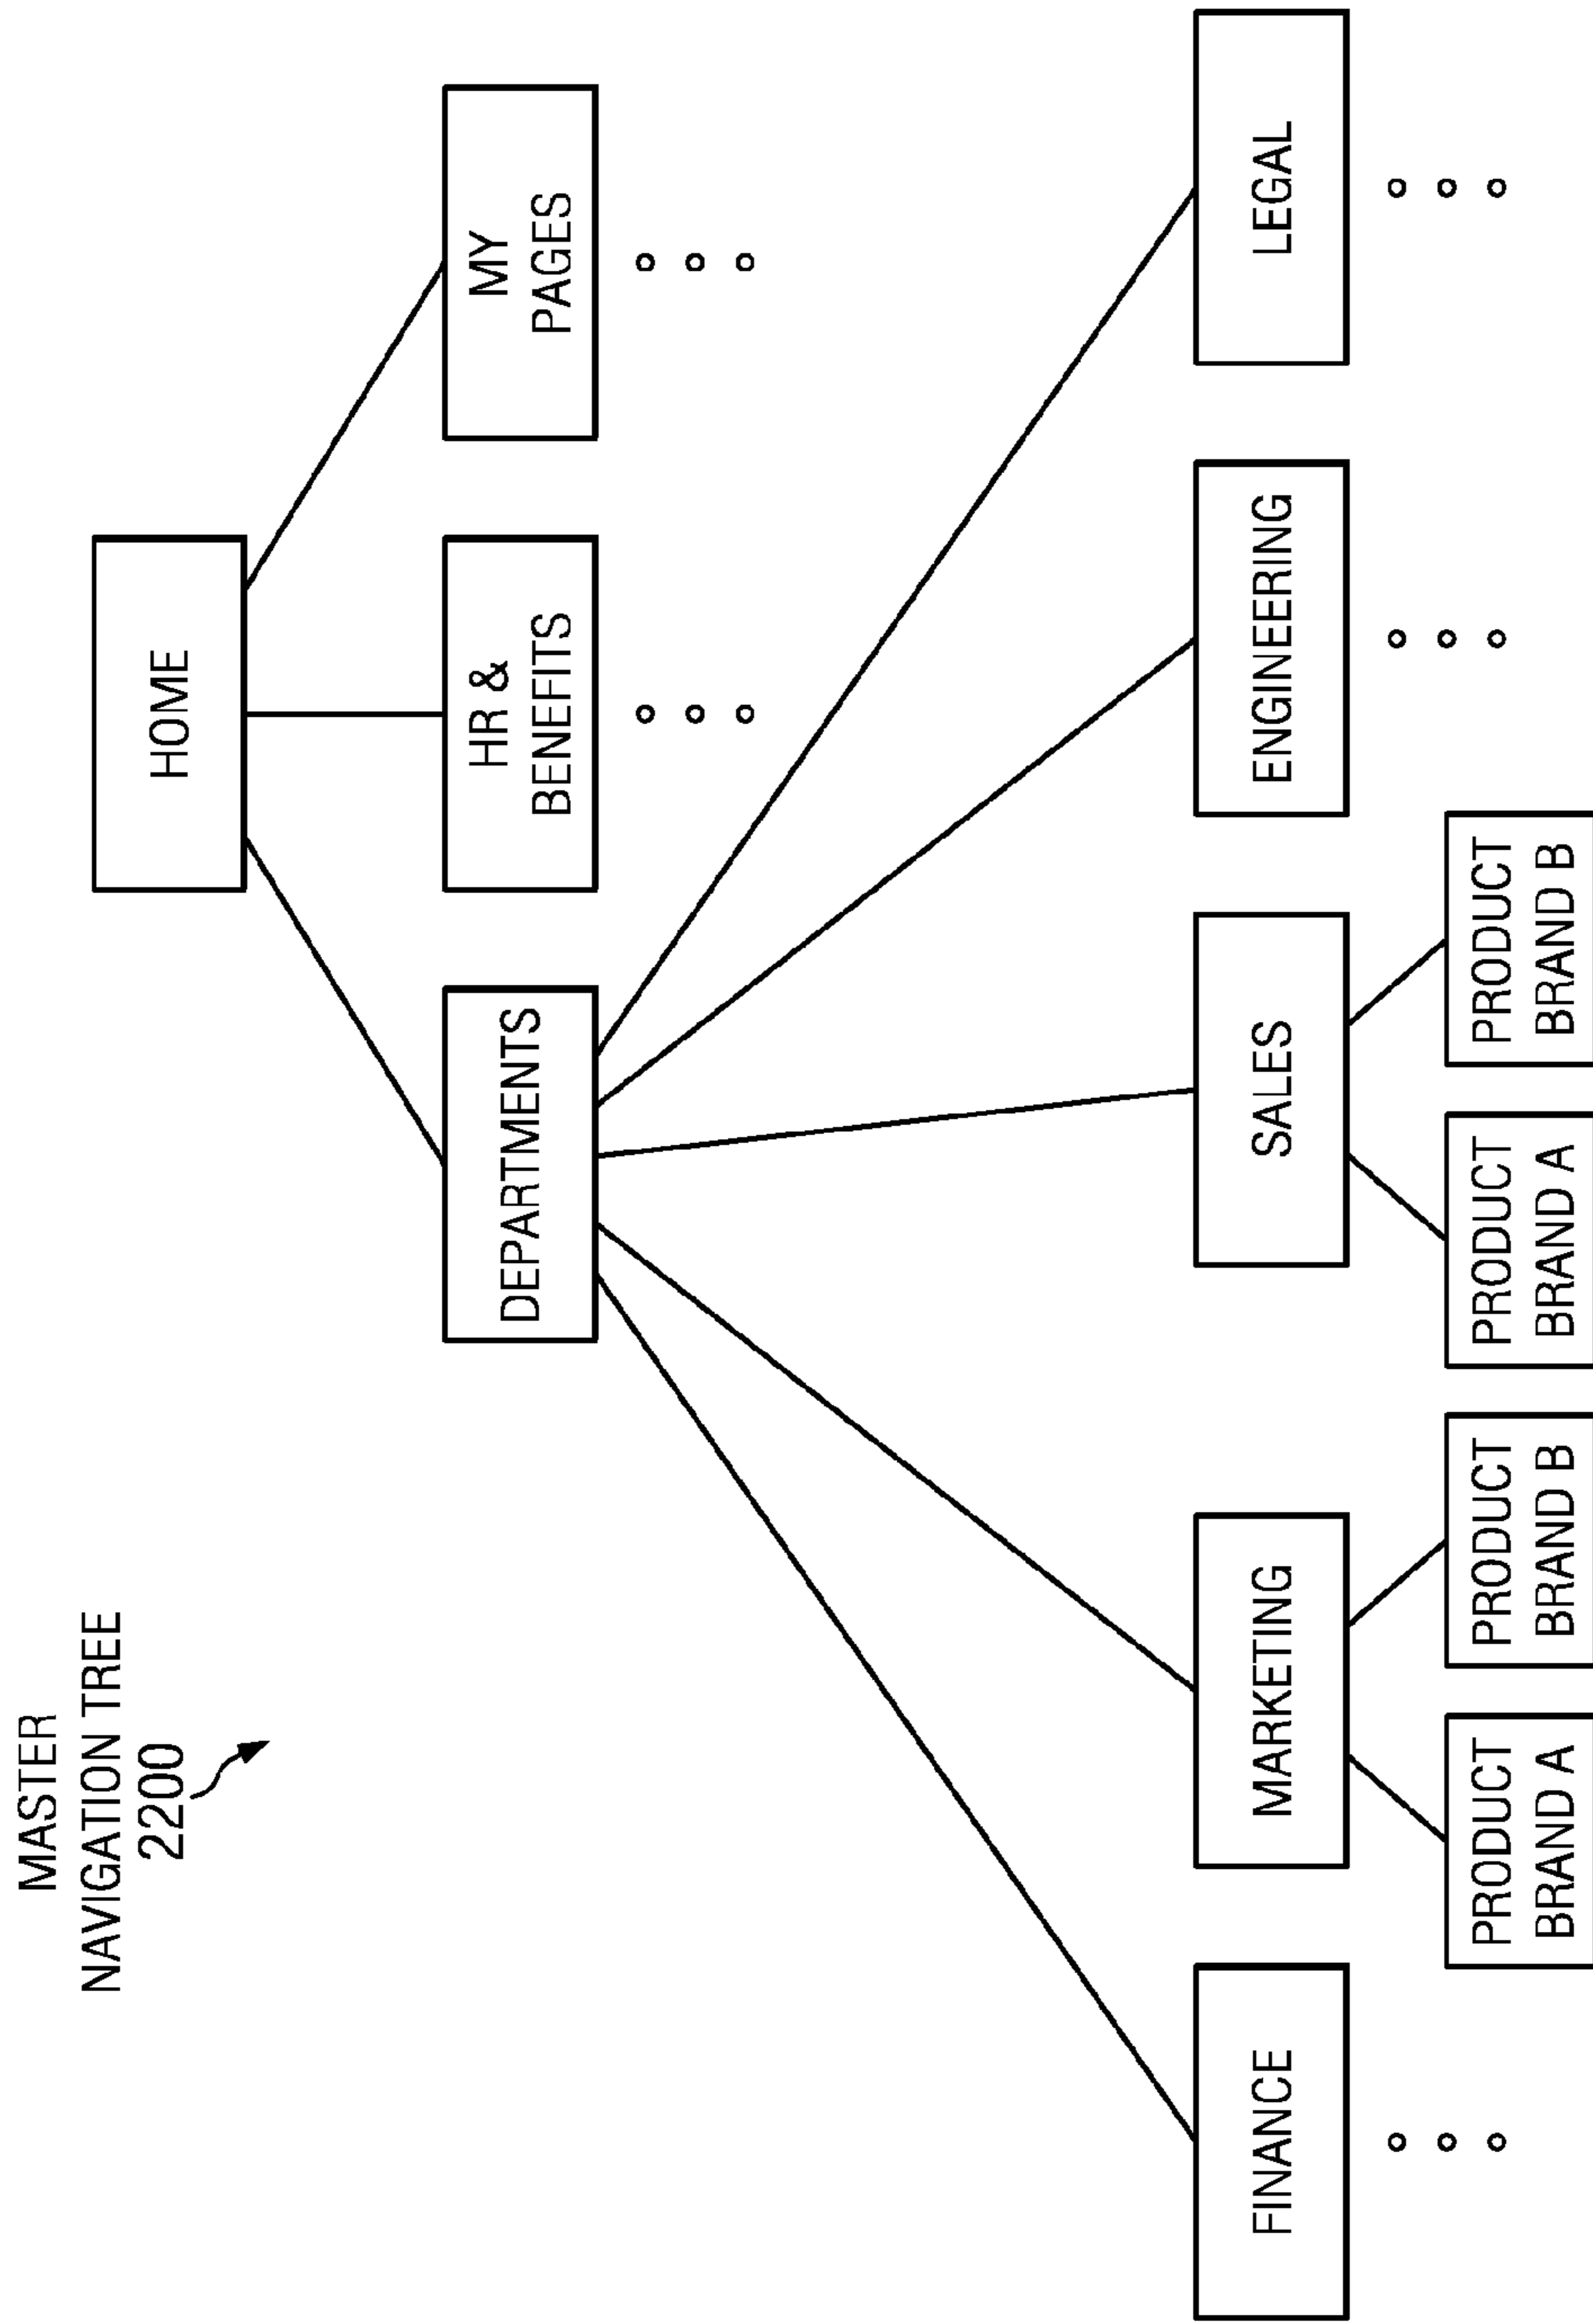 MASTER
NAVIGATION TREE
2200
HOME
DEPARTMENTS
HR &
BENEFITS
MY
PAGES
FINANCE
MARKETING
SALES
ENGINEERING
LEGAL
PRODUCT
BRAND A
PRODUCT
BRAND B
PRODUCT
BRAND A
PRODUCT
BRAND B